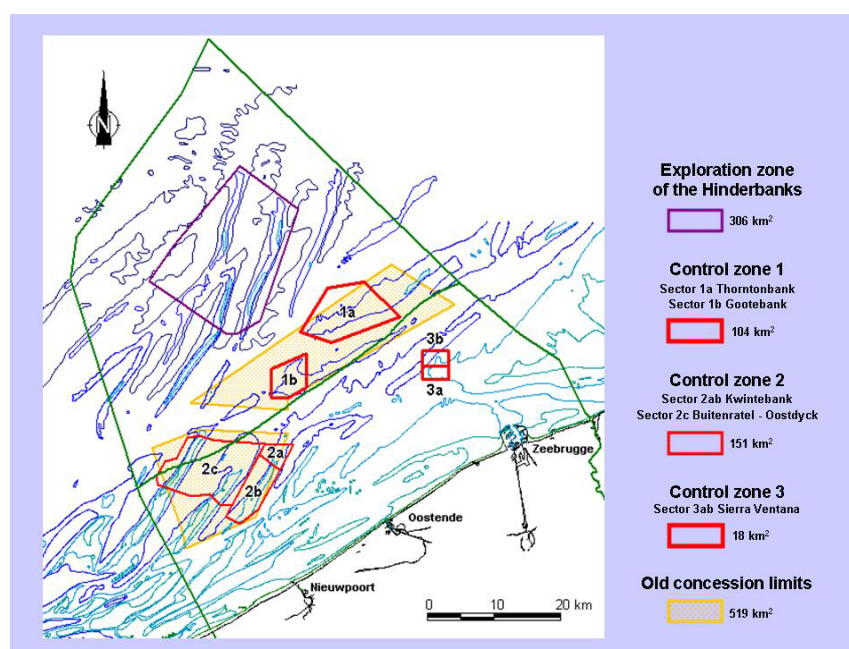 N
1a
1b
3b
3a
2a
2c
2b
Zeebrugge
Oostende
Nieuwpoort
0 10 20 km
Exploration zone
of the Hinderbanks
306 km²
Control zone 1
Sector 1a Thorntonbank
Sector 1b Gootebank
104 km²
Control zone 2
Sector 2ab Kwintebank
Sector 2c Buitenratel - Oostdyck
151 km²
Control zone 3
Sector 3ab Sierra Ventana
18 km²
Old concession limits
519 km²